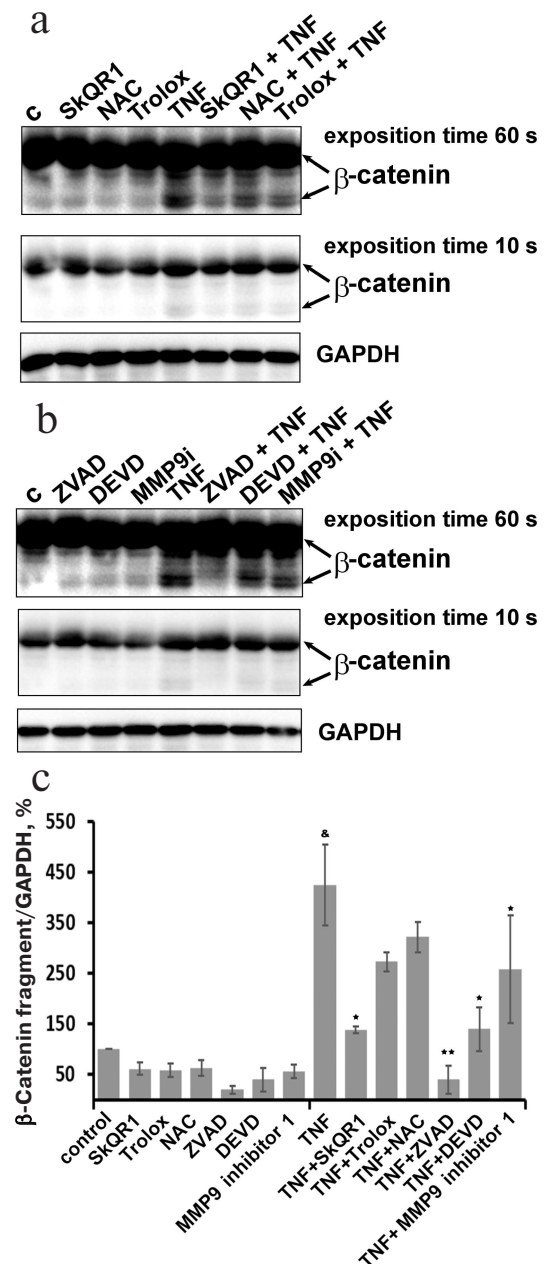 a
c SkQR1 NAC Trolox TNF SkQR1 + TNF NAC + TNF Trolox + TNF
exposition time 60 s
β-catenin
exposition time 10 s
β-catenin
GAPDH
b
c ZVAD DEVD MMP9i TNF ZVAD + TNF DEVD + TNF MMP9i + TNF
exposition time 60 s
β-catenin
exposition time 10 s
β-catenin
GAPDH
c
β-Catenin fragment/GAPDH, %
550
450
350
250
150
50
&
*
**
*
*
control SkQR1 Trolox NAC ZVAD DEVD MMP9 inhibitor 1 TNF TNF+SkQR1 TNF+Trolox TNF+NAC TNF+ZVAD TNF+DEVD TNF+ MMP9 inhibitor 1